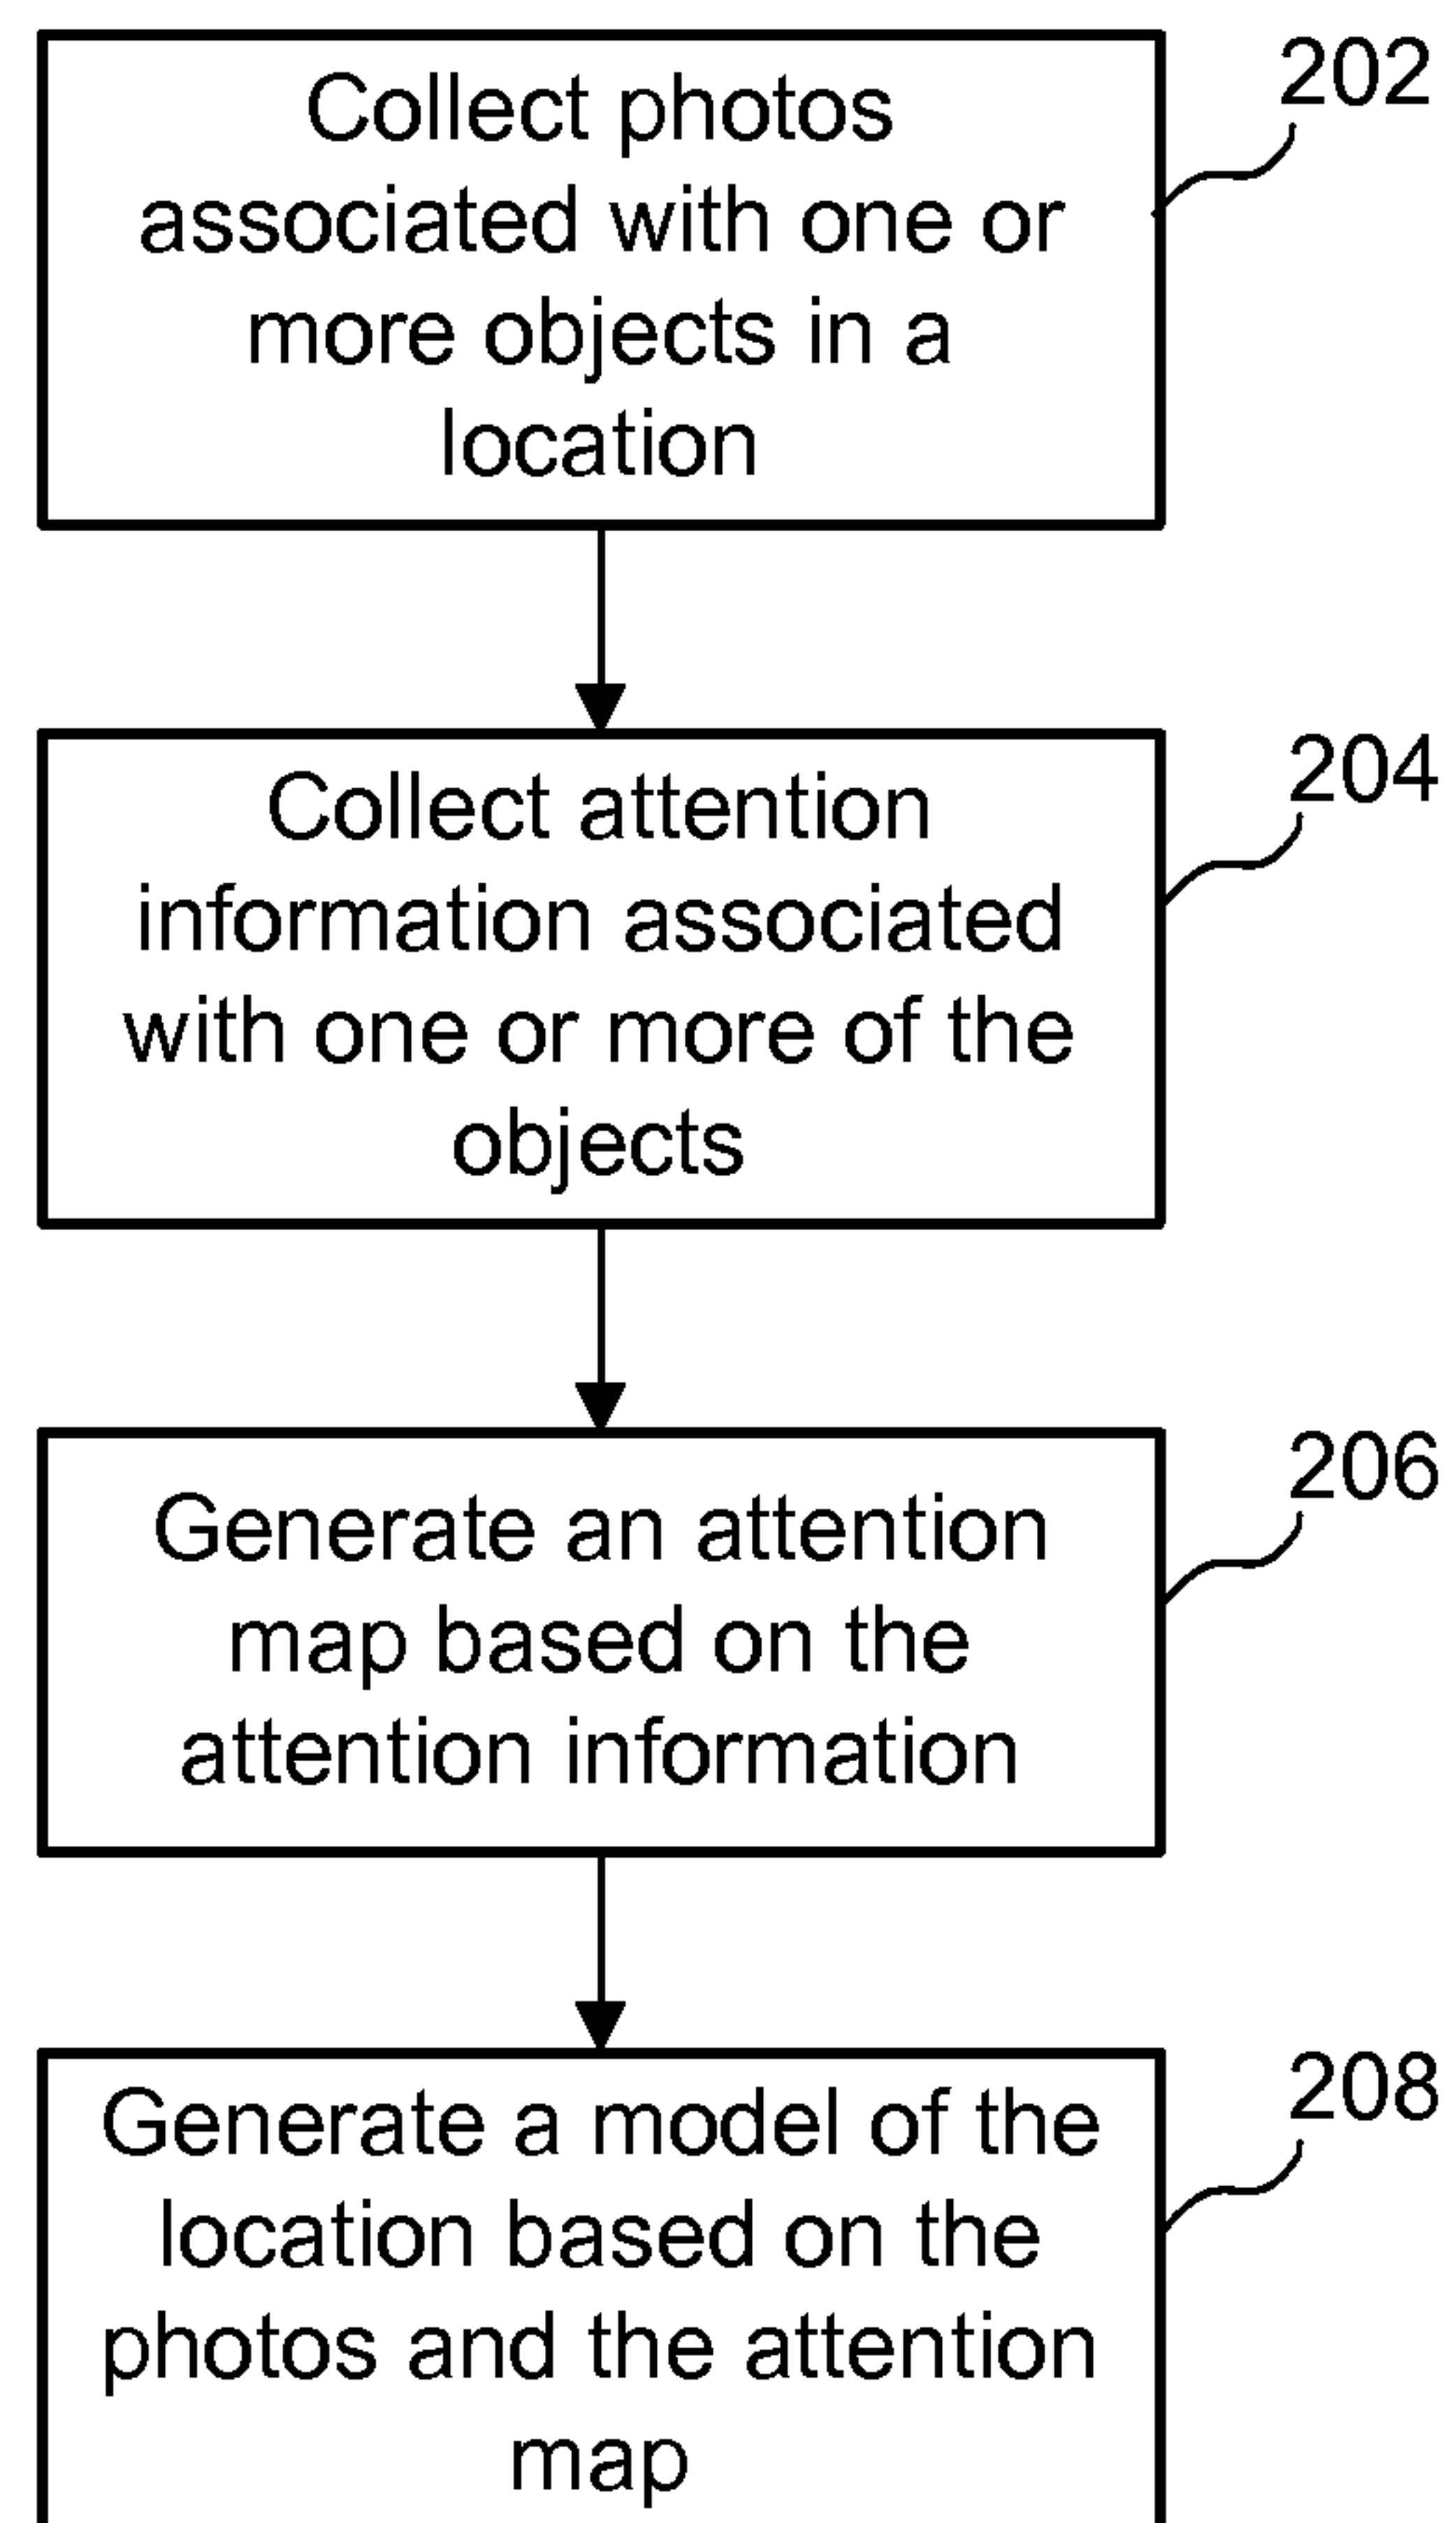 Collect photos
associated with one or
more objects in a
location
202
Collect attention
information associated
with one or more of the
objects
204
Generate an attention
map based on the
attention information
206
Generate a model of the
location based on the
photos and the attention
map
208